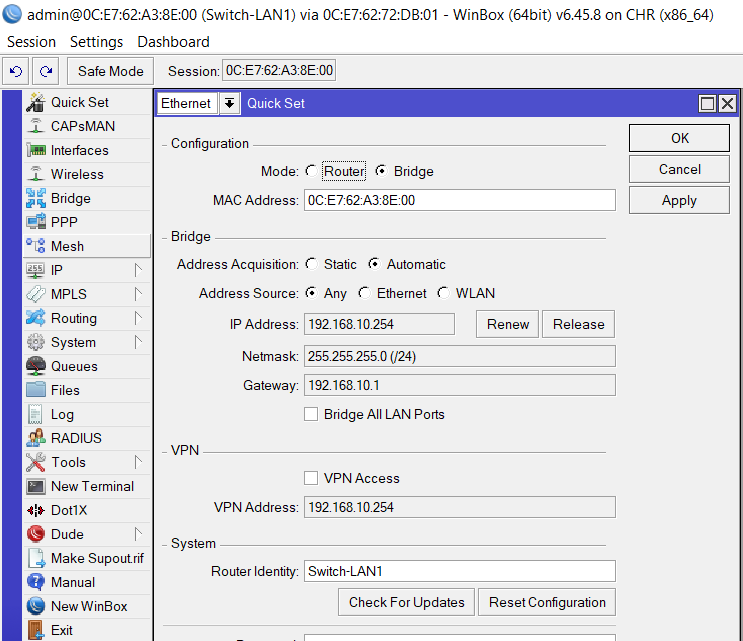 admin@0C:E7:62:A3:8E:00 (Switch-LAN1) via 0C:E7:62:72:DB:01 - WinBox (64bit) v6.45.8 on CHR (x86_64)
Session Settings Dashboard
Safe Mode Session: 0C:E7:62:A3:8E:00
Quick Set
CAPsMAN
Interfaces
Wireless
Bridge
PPP
Mesh
IP
MPLS
Routing
System
Queues
Files
Log
RADIUS
Tools
New Terminal
Dot1X
Dude
Make Supout.rif
Manual
New WinBox
Exit
Ethernet Quick Set
Configuration
Mode: Router Bridge
MAC Address: 0C:E7:62:A3:8E:00
Bridge
Address Acquisition: Static Automatic
Address Source: Any Ethernet WLAN
IP Address: 192.168.10.254 Renew Release
Netmask: 255.255.255.0 (/24)
Gateway: 192.168.10.1
Bridge All LAN Ports
VPN
VPN Access
VPN Address: 192.168.10.254
System
Router Identity: Switch-LAN1
Check For Updates Reset Configuration
OK
Cancel
Apply